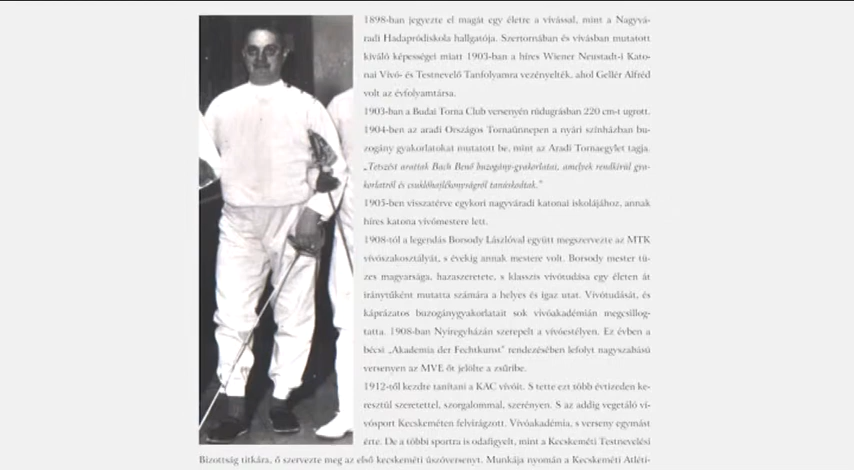 1898-ban jegyezte el magát egy életre a vívással, mint a Nagyvá-
radi Hadapródiskola hallgatója. Szertornában és vívásban mutatott
kiváló képességei miatt 1903-ban a híres Wiener Neustadt-i Kato-
nai Vívó- és Testnevelő Tanfolyamra vezényelték, ahol Gellér Alfréd
volt az évfolyamtársa.
1903-ban a Budai Torna Club versenyén rúdugrásban 220 cm-t ugrott.
1904-ben az aradi Országos Tornaünnepen a nyári színházban bu-
zogány gyakorlatokat mutatott be, mint az Aradi Tornaegylet tagja.
„Tetszést arattak Bach Benő buzogány-gyakorlatai, amelyek rendkívül gya-
korlatról és csuklóhajlékonyságról tanúskodtak."
1905-ben visszatérve egykori nagyváradi katonai iskolájához, annak
híres katona vívómestere lett.
1908-tól a legendás Borsody Lászlóval együtt megszervezte az MTK
vívószakosztályát, s évekig annak mestere volt. Borsody mester tü-
zes magyarsága, hazaszeretete, s klasszis vívótudása egy életen át
iránytűként mutatta számára a helyes és igaz utat. Vívótudását, és
káprázatos buzogánygyakorlatait sok vívóakadémián megcsillog-
tatta. 1908-ban Nyíregyházán szerepelt a vívóestélyen. Ez évben a
bécsi „Akademia der Fechtkunst" rendezésében lefolyt nagyszabású
versenyen az MVE őt jelölte a zsűribe.
1912-től kezdte tanítani a KAC vívóit. S tette ezt több évtizeden ke-
resztül szeretettel, szorgalommal, szerényen. S az addig vegetáló ví-
vósport Kecskeméten felvirágzott. Vívóakadémia, s verseny egymást
érte. De a többi sportra is odafigyelt, mint a Kecskeméti Testnevelési
Bizottság titkára, ő szervezte meg az első kecskeméti úszóversenyt. Munkája nyomán a Kecskeméti Atléti-